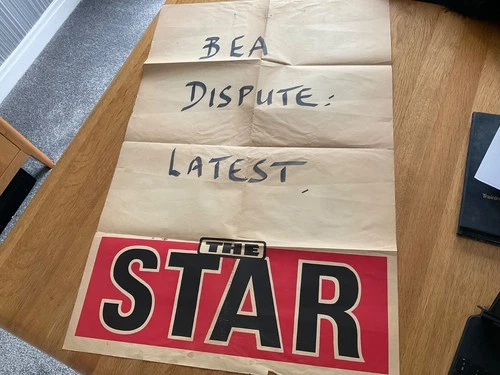 BEA
DISPUTE:
LATEST
THE
STAR